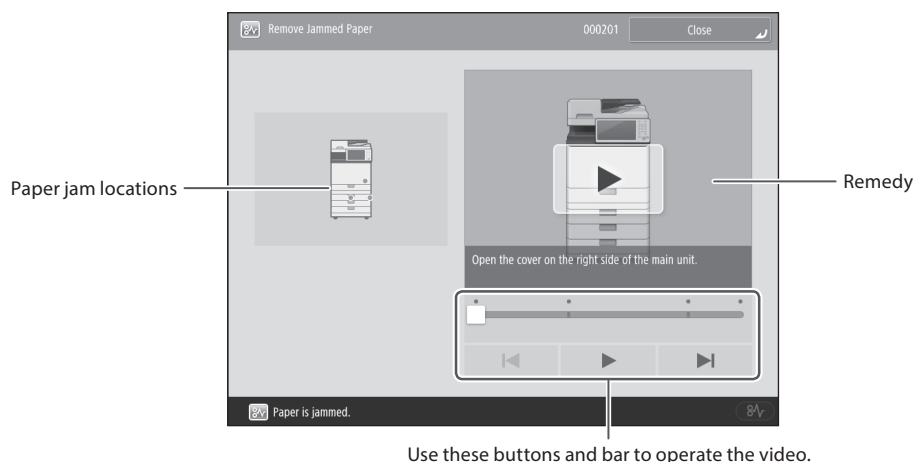 Remove Jammed Paper
000201
Close
Paper jam locations
Remedy
Open the cover on the right side of the main unit.
Paper is jammed.
Use these buttons and bar to operate the video.